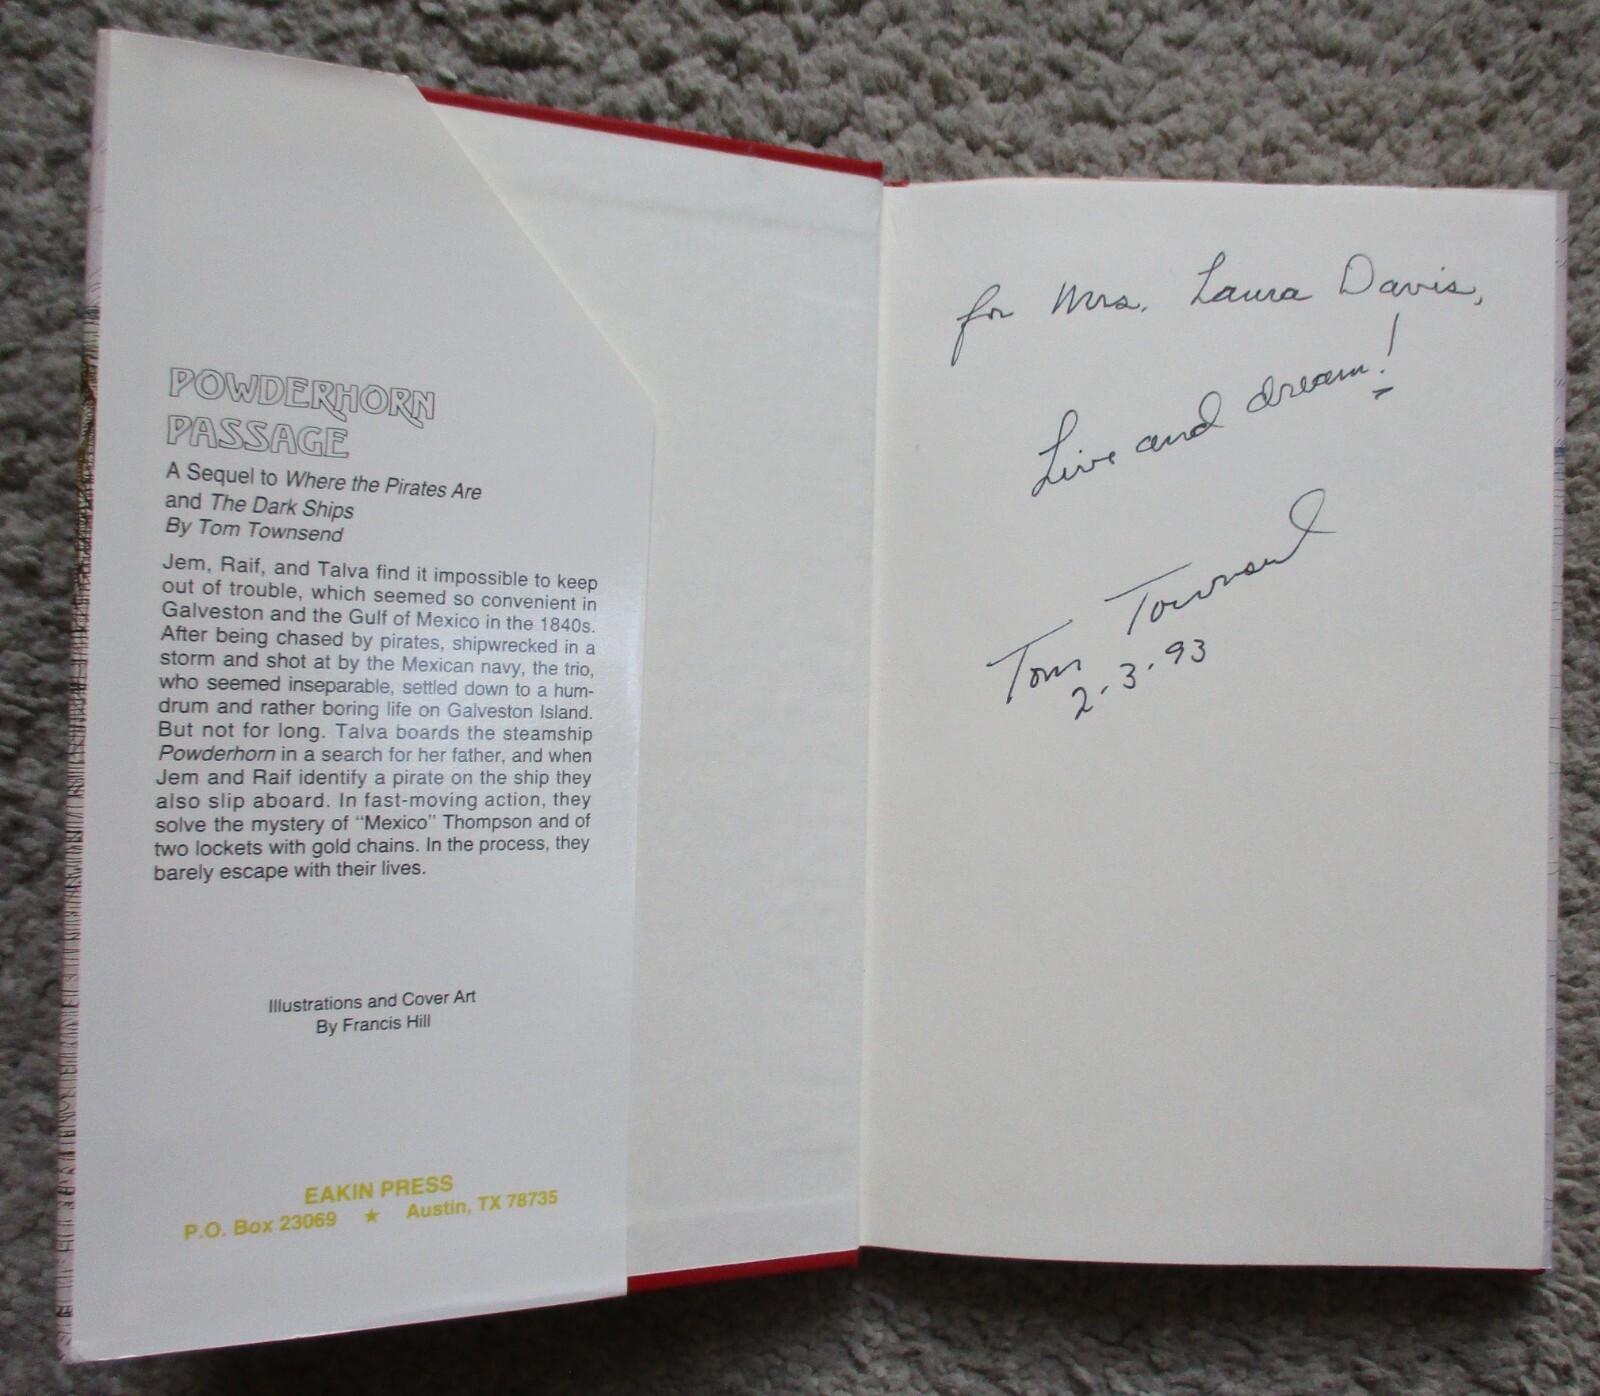 POWDERHORN
PASSAGE
A Sequel to Where the Pirates Are
and The Dark Ships
By Tom Townsend
Jem, Raif, and Talva find it impossible to keep
out of trouble, which seemed so convenient in
Galveston and the Gulf of Mexico in the 1840s.
After being chased by pirates, shipwrecked in a
storm and shot at by the Mexican navy, the trio,
who seemed inseparable, settled down to a hum-
drum and rather boring life on Galveston Island.
But not for long. Talva boards the steamship
Powderhorn in a search for her father, and when
Jem and Raif identify a pirate on the ship they
also slip aboard. In fast-moving action, they
solve the mystery of "Mexico" Thompson and of
two lockets with gold chains. In the process, they
barely escape with their lives.
Illustrations and Cover Art
By Francis Hill
EAKIN PRESS
P.O. Box 23069 ★ Austin, TX 78735
for Mrs. Laura Davis,
Live and dream!
Tom Townsend
2-3-93